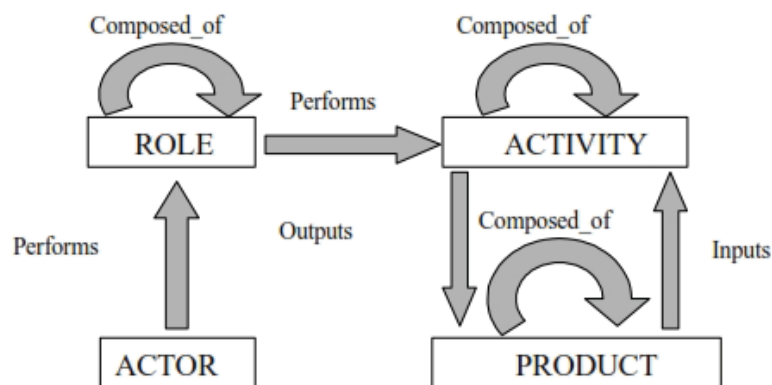 Composed_of
Composed_of
Performs
ROLE
ACTIVITY
Performs
Outputs
Composed_of
Inputs
ACTOR
PRODUCT